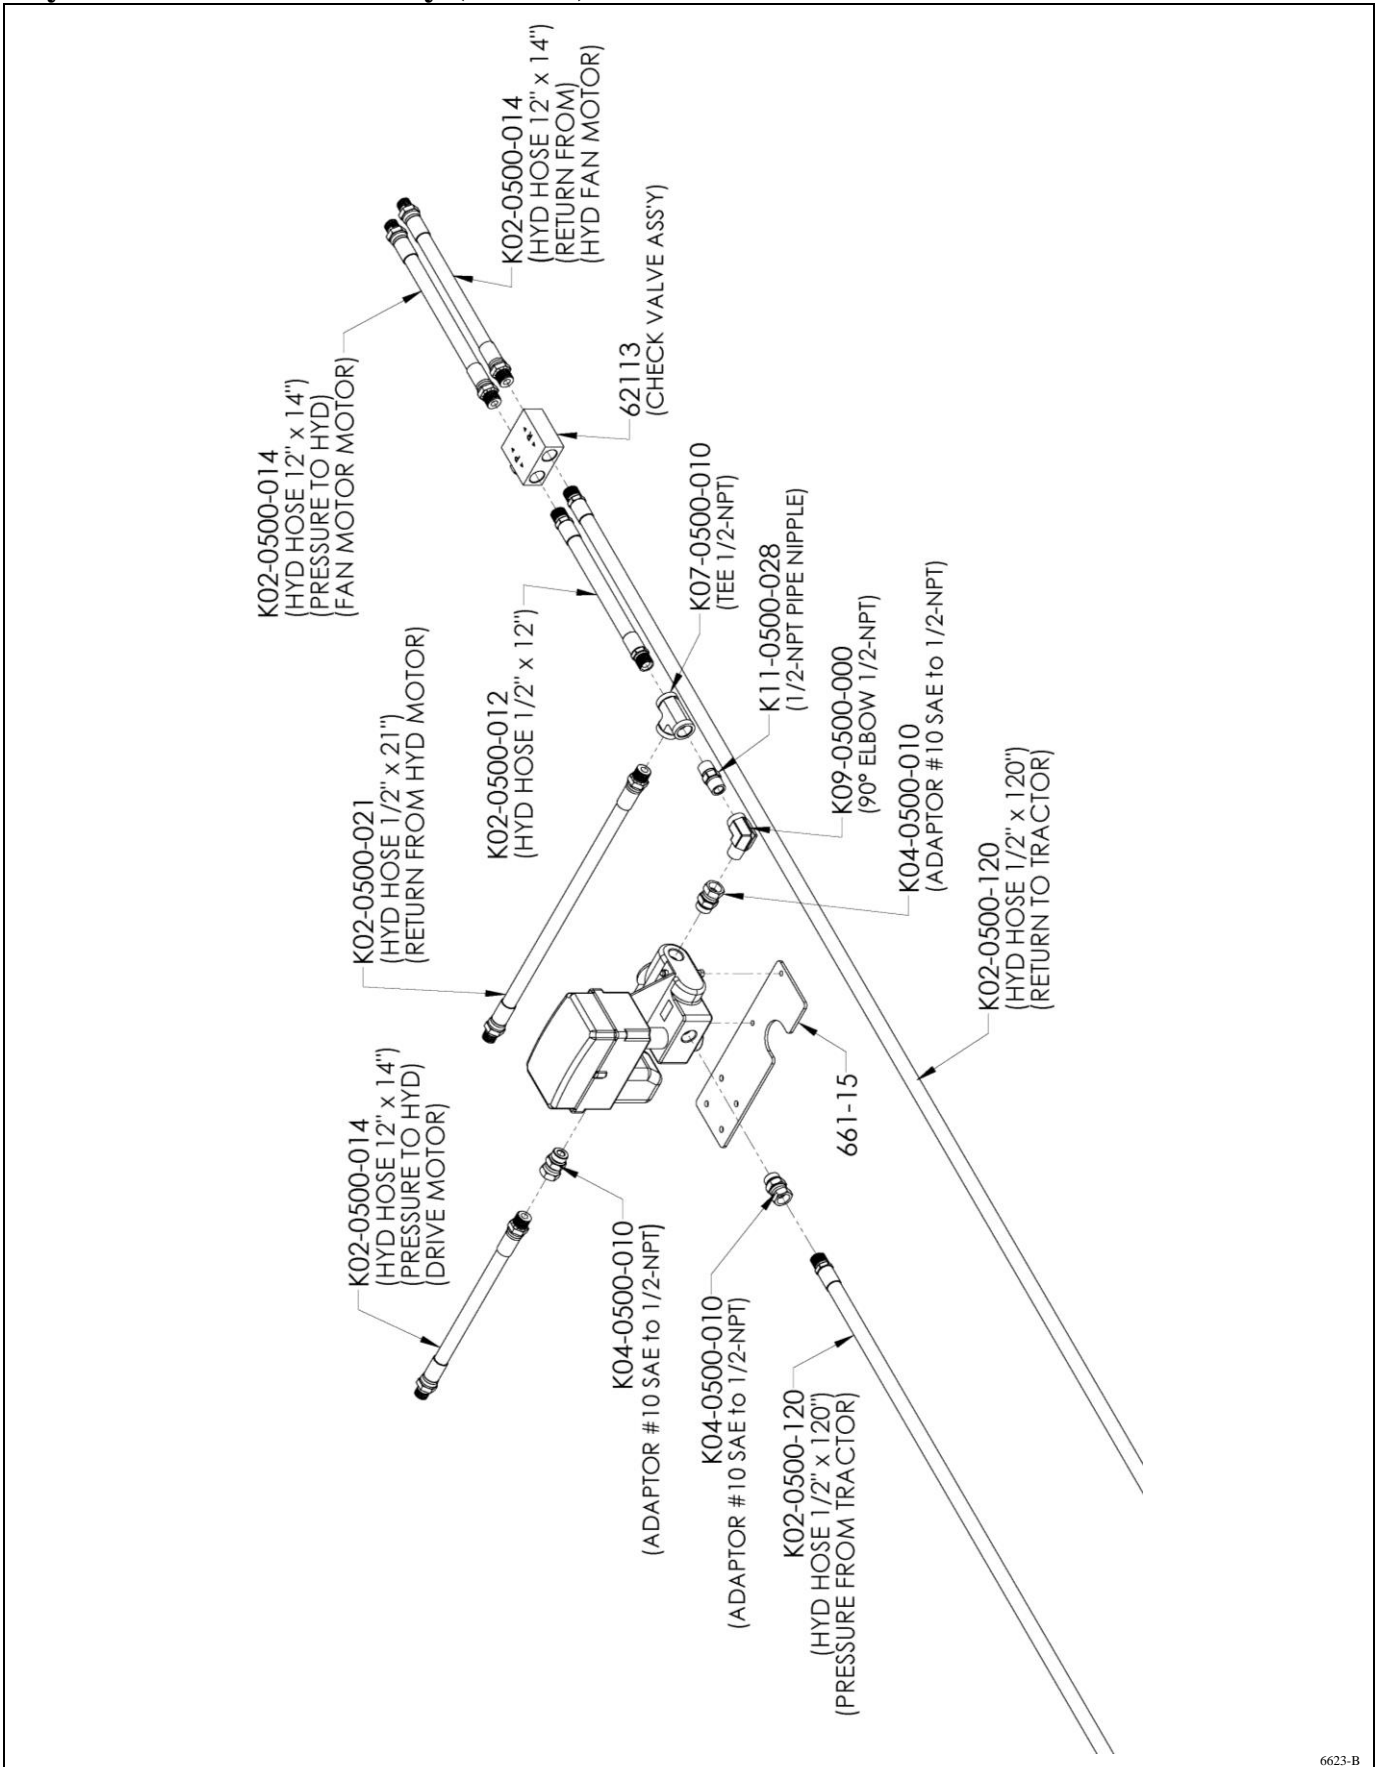 K02-0500-014
(HYD HOSE 12" x 14")
(RETURN FROM)
(HYD FAN MOTOR)
K02-0500-014
(HYD HOSE 12" x 14")
(PRESSURE TO HYD)
(FAN MOTOR MOTOR)
62113
(CHECK VALVE ASS'Y)
K07-0500-010
(TEE 1/2-NPT)
K11-0500-028
(1/2-NPT PIPE NIPPLE)
K02-0500-012
(HYD HOSE 1/2" x 12")
K02-0500-021
(HYD HOSE 1/2" x 21")
(RETURN FROM HYD MOTOR)
K09-0500-000
(90° ELBOW 1/2-NPT)
K04-0500-010
(ADAPTOR #10 SAE to 1/2-NPT)
K02-0500-120
(HYD HOSE 1/2" x 120")
(RETURN TO TRACTOR)
661-15
K02-0500-014
(HYD HOSE 12" x 14")
(PRESSURE TO HYD)
(DRIVE MOTOR)
K04-0500-010
(ADAPTOR #10 SAE to 1/2-NPT)
K04-0500-010
(ADAPTOR #10 SAE to 1/2-NPT)
K02-0500-120
(HYD HOSE 1/2" x 120")
(PRESSURE FROM TRACTOR)
6623-B